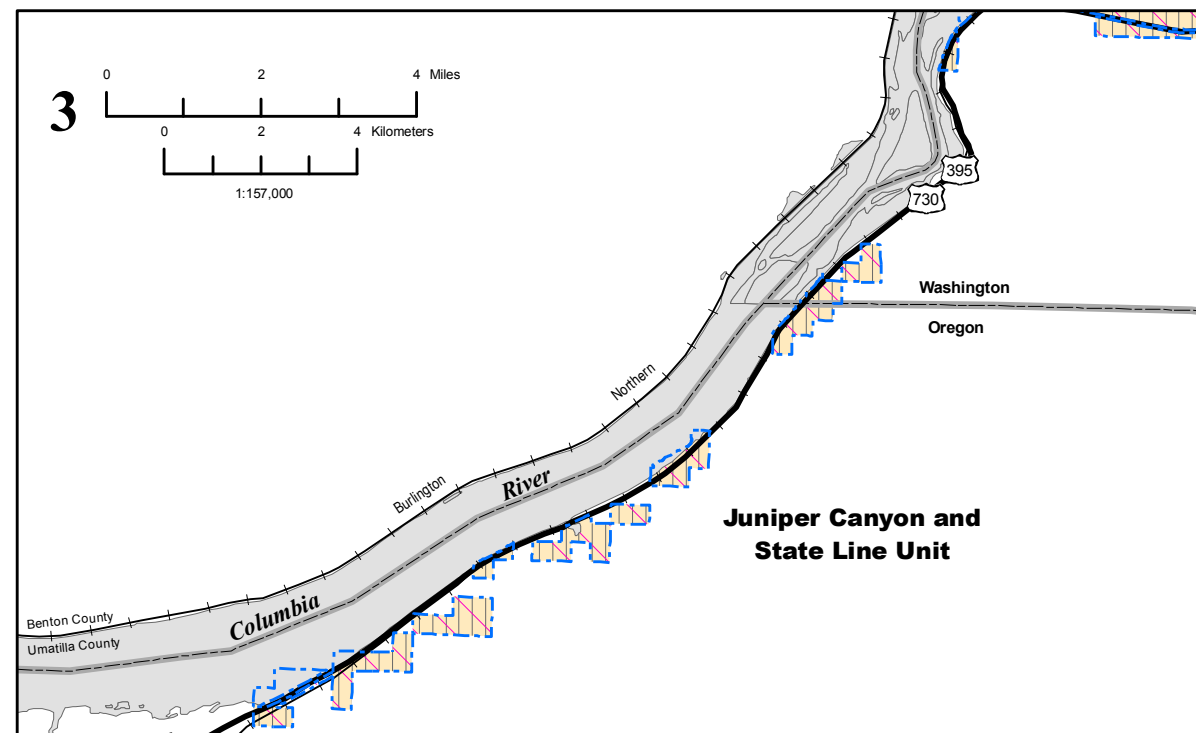 3
0 2 4 Miles
0 2 4 Kilometers
1:157,000
395
730
Washington
Oregon
Northern
Burlington
River
Juniper Canyon and
State Line Unit
Columbia
Benton County
Umatilla County